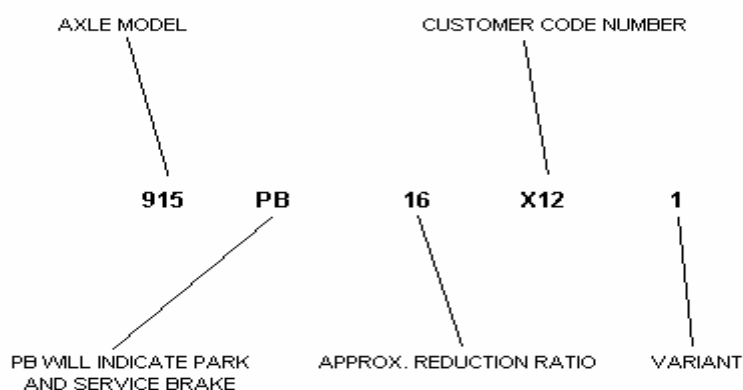 AXLE MODEL CUSTOMER CODE NUMBER
915 PB 16 X12 1
PB WILL INDICATE PARK APPROX. REDUCTION RATIO VARIANT
AND SERVICE BRAKE